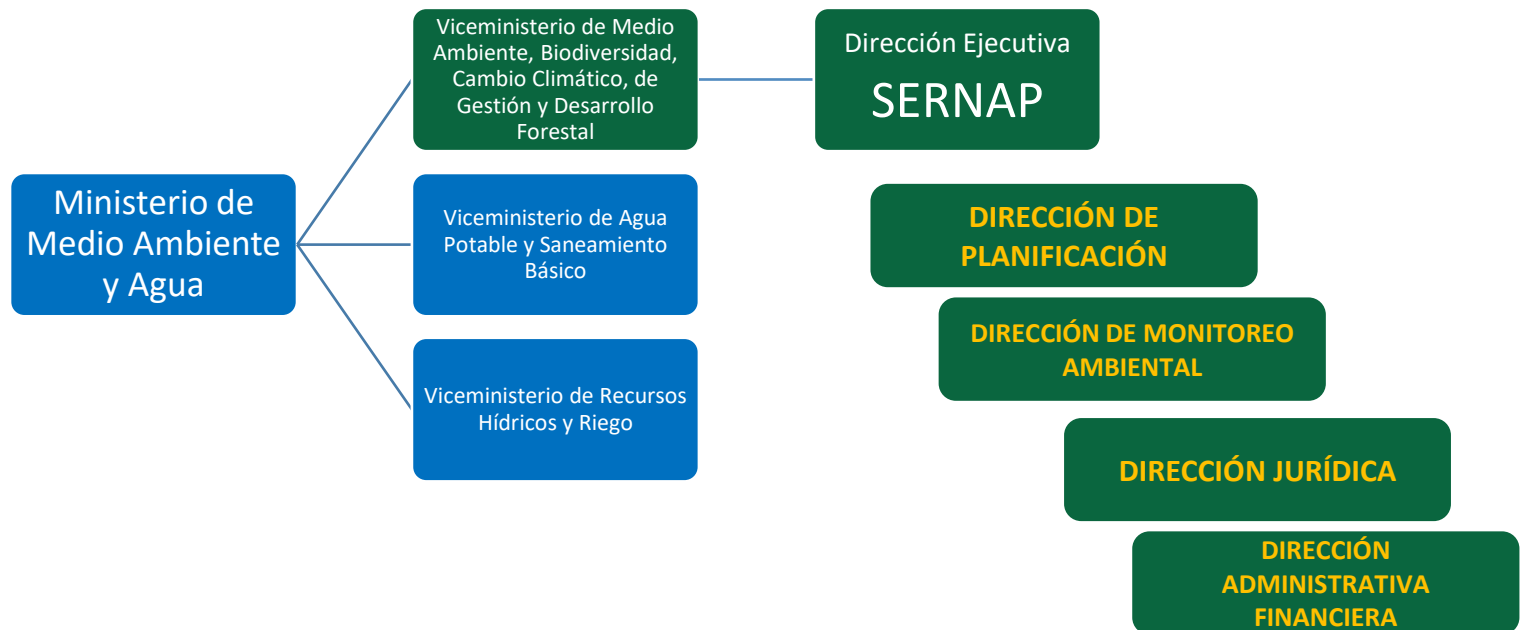 Viceministerio de Medio
Ambiente, Biodiversidad,
Cambio Climático, de
Gestión y Desarrollo
Forestal
Dirección Ejecutiva
SERNAP
Ministerio de
Medio Ambiente
y Agua
Viceministerio de Agua
Potable y Saneamiento
Básico
Viceministerio de Recursos
Hídricos y Riego
DIRECCIÓN DE
PLANIFICACIÓN
DIRECCIÓN DE MONITOREO
AMBIENTAL
DIRECCIÓN JURÍDICA
DIRECCIÓN
ADMINISTRATIVA
FINANCIERA